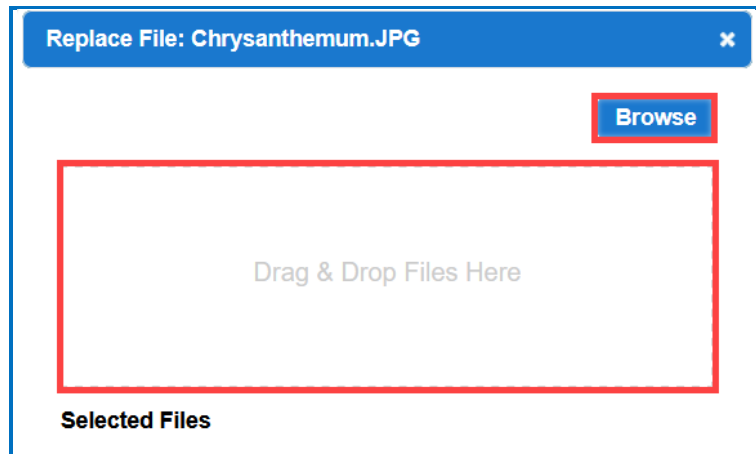 Replace File: Chrysanthemum.JPG
Browse
Drag & Drop Files Here
Selected Files